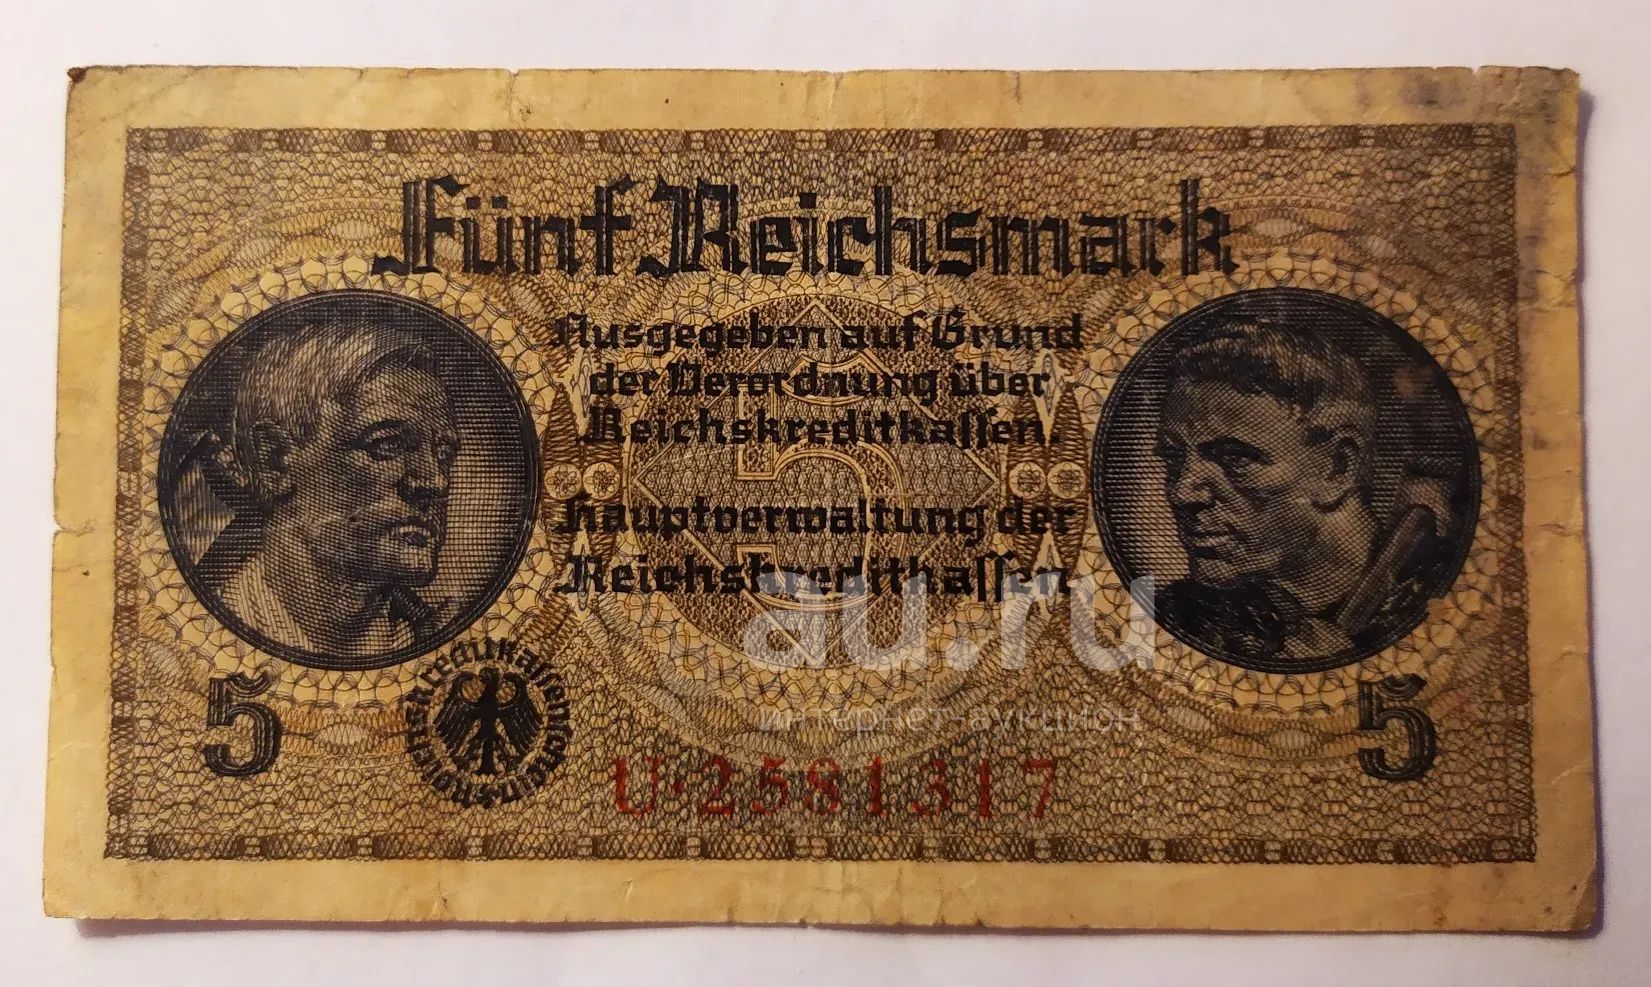 Fünf Reichsmark
Ausgegeben auf Grund
der Verordnung über
Reichskreditkassen.
5
Hauptverwaltung der
Reichskreditkassen.
au.ru
интернет-аукцион
5
5
U·2581317